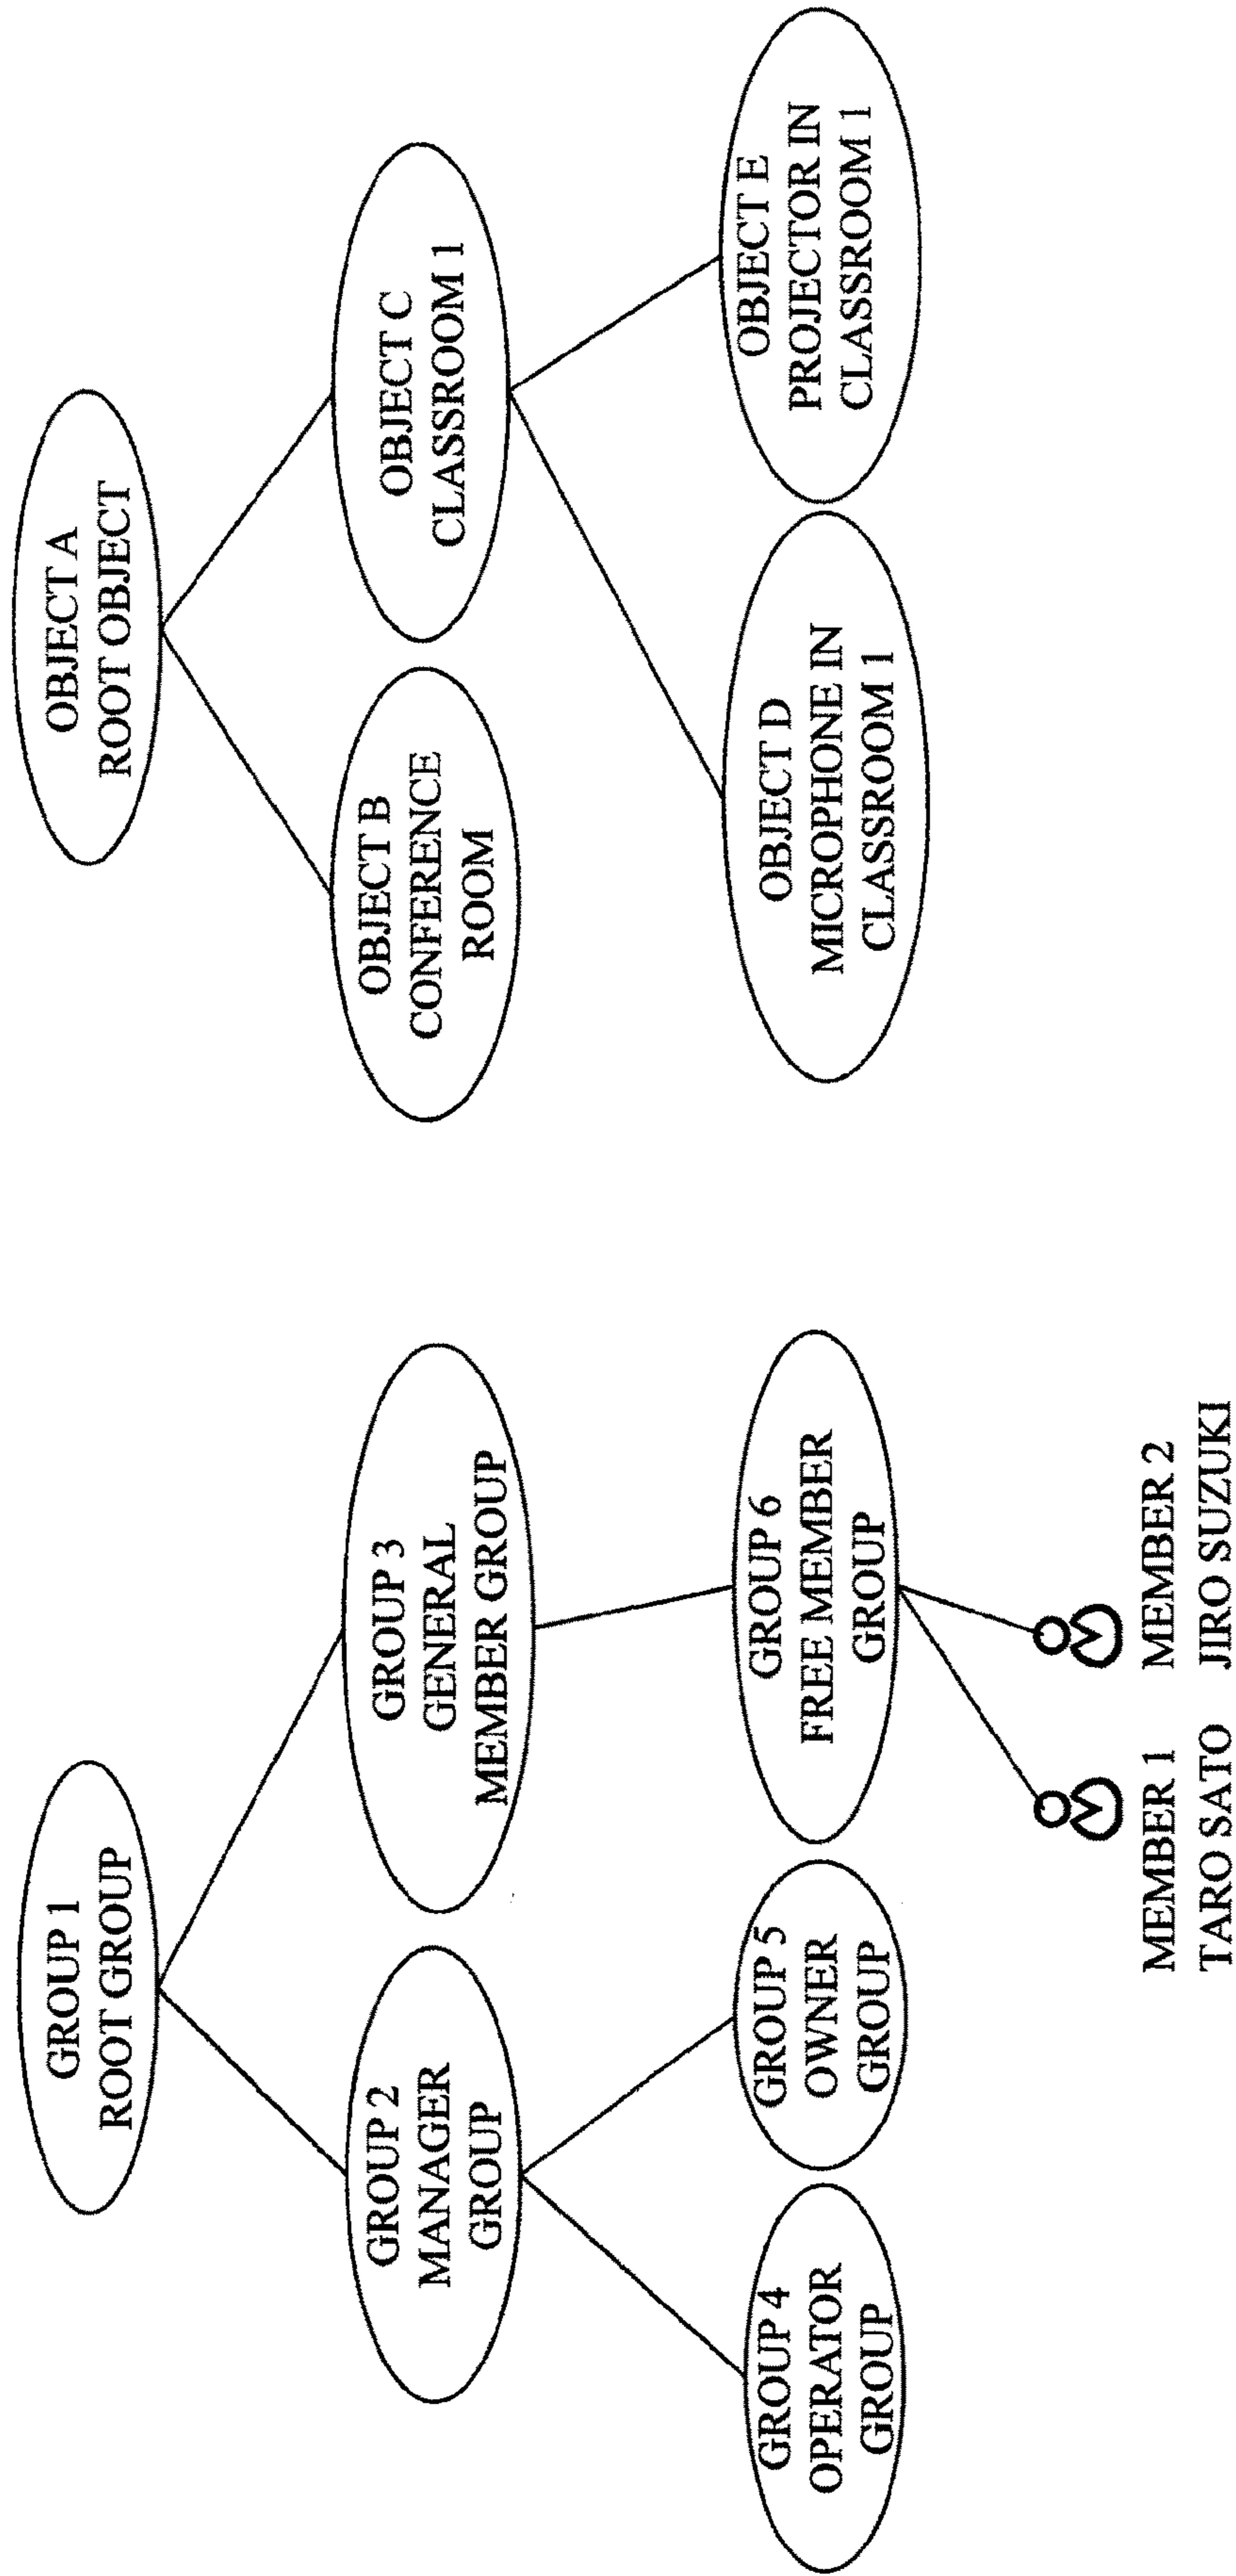 GROUP 1
ROOT GROUP
GROUP 2
MANAGER
GROUP
GROUP 3
GENERAL
MEMBER GROUP
GROUP 4
OPERATOR
GROUP
GROUP 5
OWNER
GROUP
GROUP 6
FREE MEMBER
GROUP
MEMBER 1
TARO SATO
MEMBER 2
JIRO SUZUKI
OBJECT A
ROOT OBJECT
OBJECT B
CONFERENCE
ROOM
OBJECT C
CLASSROOM 1
OBJECT D
MICROPHONE IN
CLASSROOM 1
OBJECT E
PROJECTOR IN
CLASSROOM 1